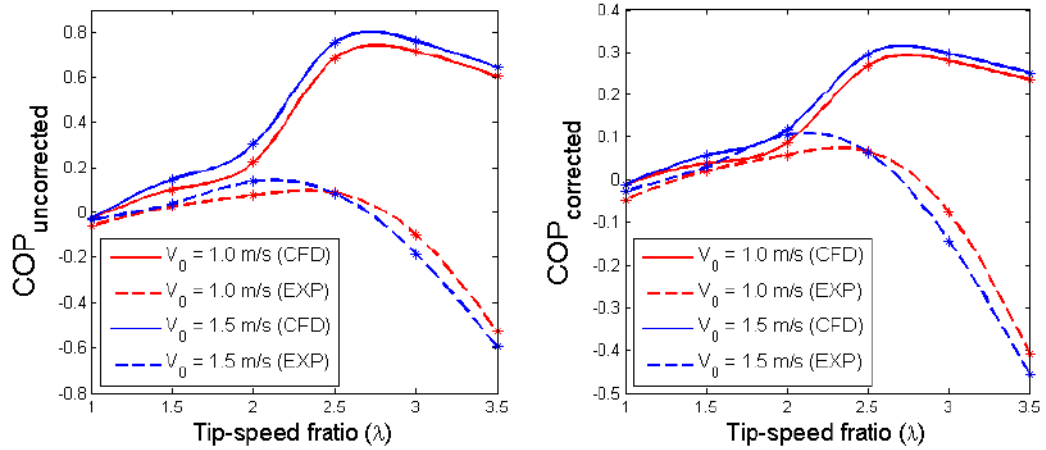 0.8
0.6
0.4
0.2
0
-0.2
-0.4
-0.6
-0.8
COP uncorrected
V0 = 1.0 m/s (CFD)
V0 = 1.0 m/s (EXP)
V0 = 1.5 m/s (CFD)
V0 = 1.5 m/s (EXP)
1 1.5 2 2.5 3 3.5
Tip-speed fratio (λ)
0.4
0.3
0.2
0.1
0
-0.1
-0.2
-0.3
-0.4
-0.5
COP corrected
V0 = 1.0 m/s (CFD)
V0 = 1.0 m/s (EXP)
V0 = 1.5 m/s (CFD)
V0 = 1.5 m/s (EXP)
1 1.5 2 2.5 3 3.5
Tip-speed fratio (λ)